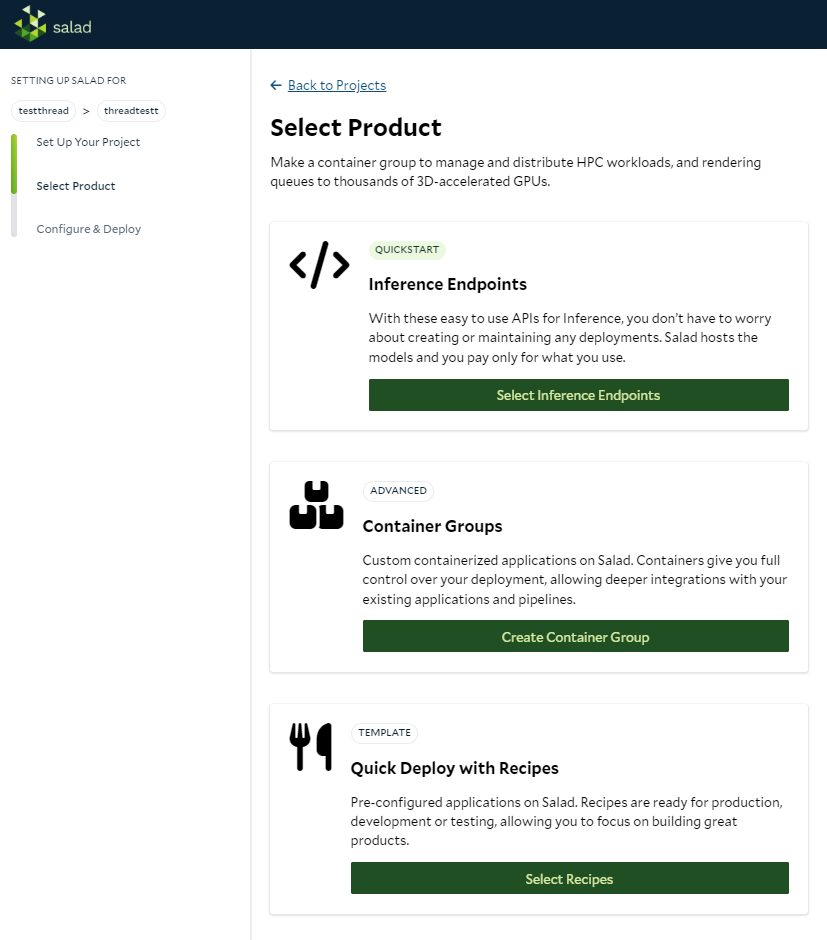 salad
SETTING UP SALAD FOR
testthread > threadtestt
Set Up Your Project
Select Product
Configure & Deploy
← Back to Projects
Select Product
Make a container group to manage and distribute HPC workloads, and rendering
queues to thousands of 3D-accelerated GPUs.
QUICKSTART
Inference Endpoints
With these easy to use APIs for Inference, you don’t have to worry
about creating or maintaining any deployments. Salad hosts the
models and you pay only for what you use.
Select Inference Endpoints
ADVANCED
Container Groups
Custom containerized applications on Salad. Containers give you full
control over your deployment, allowing deeper integrations with your
existing applications and pipelines.
Create Container Group
TEMPLATE
Quick Deploy with Recipes
Pre-configured applications on Salad. Recipes are ready for production,
development or testing, allowing you to focus on building great
products.
Select Recipes